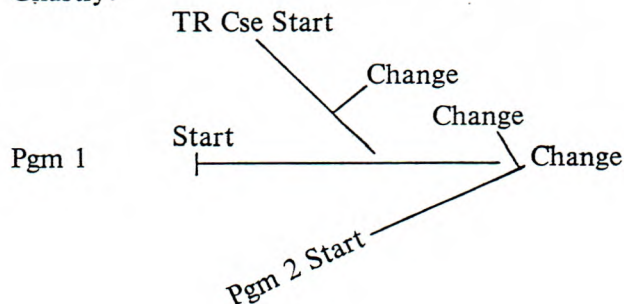 TR Cse Start
Change
Change
Start
Pgm 1
Change
Pgm 2 Start